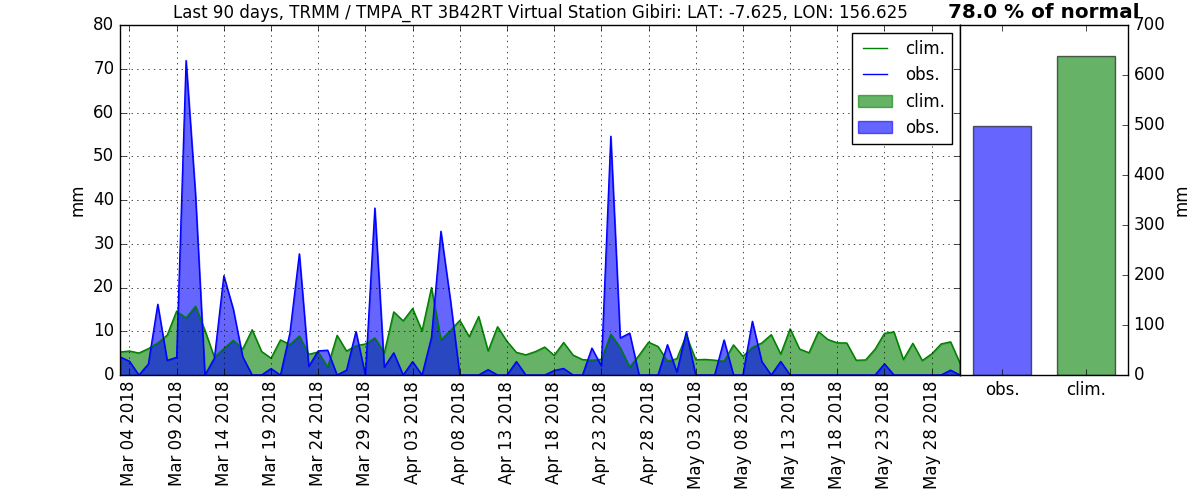 Last 90 days, TRMM / TMPA_RT 3B42RT Virtual Station Gibiri: LAT: -7.625, LON: 156.625
78.0 % of normal
80
70
60
50
40
30
20
10
0
mm
clim.
obs.
clim.
obs.
700
600
500
400
300
200
100
0
mm
obs.
clim.
Mar 04 2018
Mar 09 2018
Mar 14 2018
Mar 19 2018
Mar 24 2018
Mar 29 2018
Apr 03 2018
Apr 08 2018
Apr 13 2018
Apr 18 2018
Apr 23 2018
Apr 28 2018
May 03 2018
May 08 2018
May 13 2018
May 18 2018
May 23 2018
May 28 2018